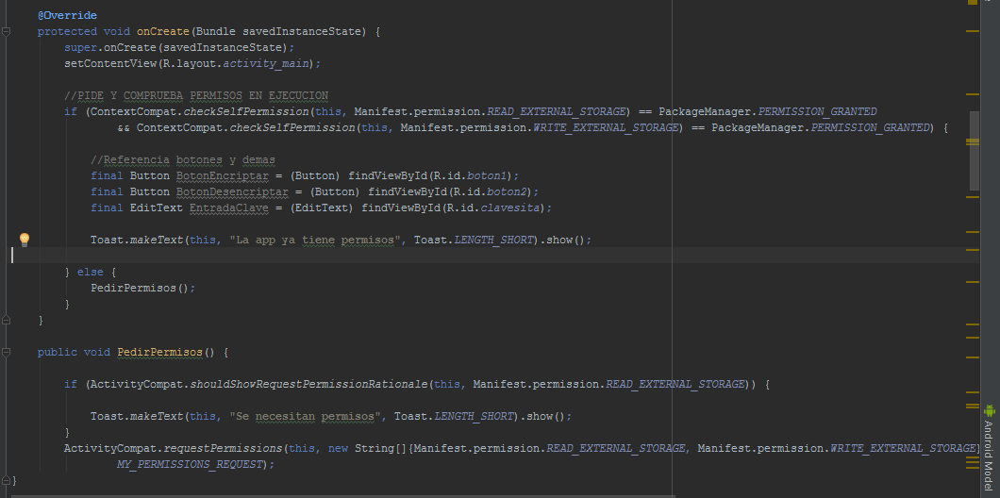 @Override
protected void onCreate(Bundle savedInstanceState) {
super.onCreate(savedInstanceState);
setContentView(R.layout.activity_main);
//PIDE Y COMPRUEBA PERMISOS EN EJECUCION
if (ContextCompat.checkSelfPermission(this, Manifest.permission.READ_EXTERNAL_STORAGE) == PackageManager.PERMISSION_GRANTED
&& ContextCompat.checkSelfPermission(this, Manifest.permission.WRITE_EXTERNAL_STORAGE) == PackageManager.PERMISSION_GRANTED) {
//Referencia botones y demas
final Button BotonEncriptar = (Button) findViewById(R.id.boton1);
final Button BotonDesencriptar = (Button) findViewById(R.id.boton2);
final EditText EntradaClave = (EditText) findViewById(R.id.clavesita);
Toast.makeText(this, "La app ya tiene permisos", Toast.LENGTH_SHORT).show();
} else {
PedirPermisos();
}
}
public void PedirPermisos() {
if (ActivityCompat.shouldShowRequestPermissionRationale(this, Manifest.permission.READ_EXTERNAL_STORAGE)) {
Toast.makeText(this, "Se necesitan permisos", Toast.LENGTH_SHORT).show();
}
ActivityCompat.requestPermissions(this, new String[]{Manifest.permission.READ_EXTERNAL_STORAGE, Manifest.permission.WRITE_EXTERNAL_STORAGE}
MY_PERMISSIONS_REQUEST);
}
Android Model